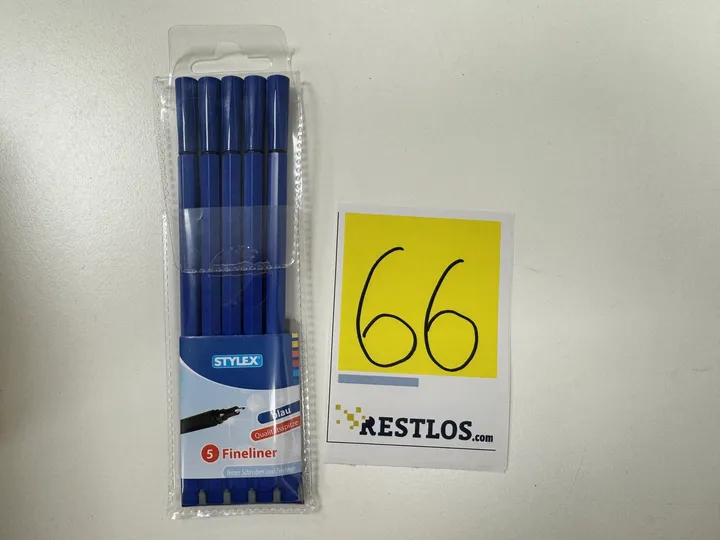 STYLEX
blau
Qualitätsspitze
5 Fineliner
66
RESTLOS.com